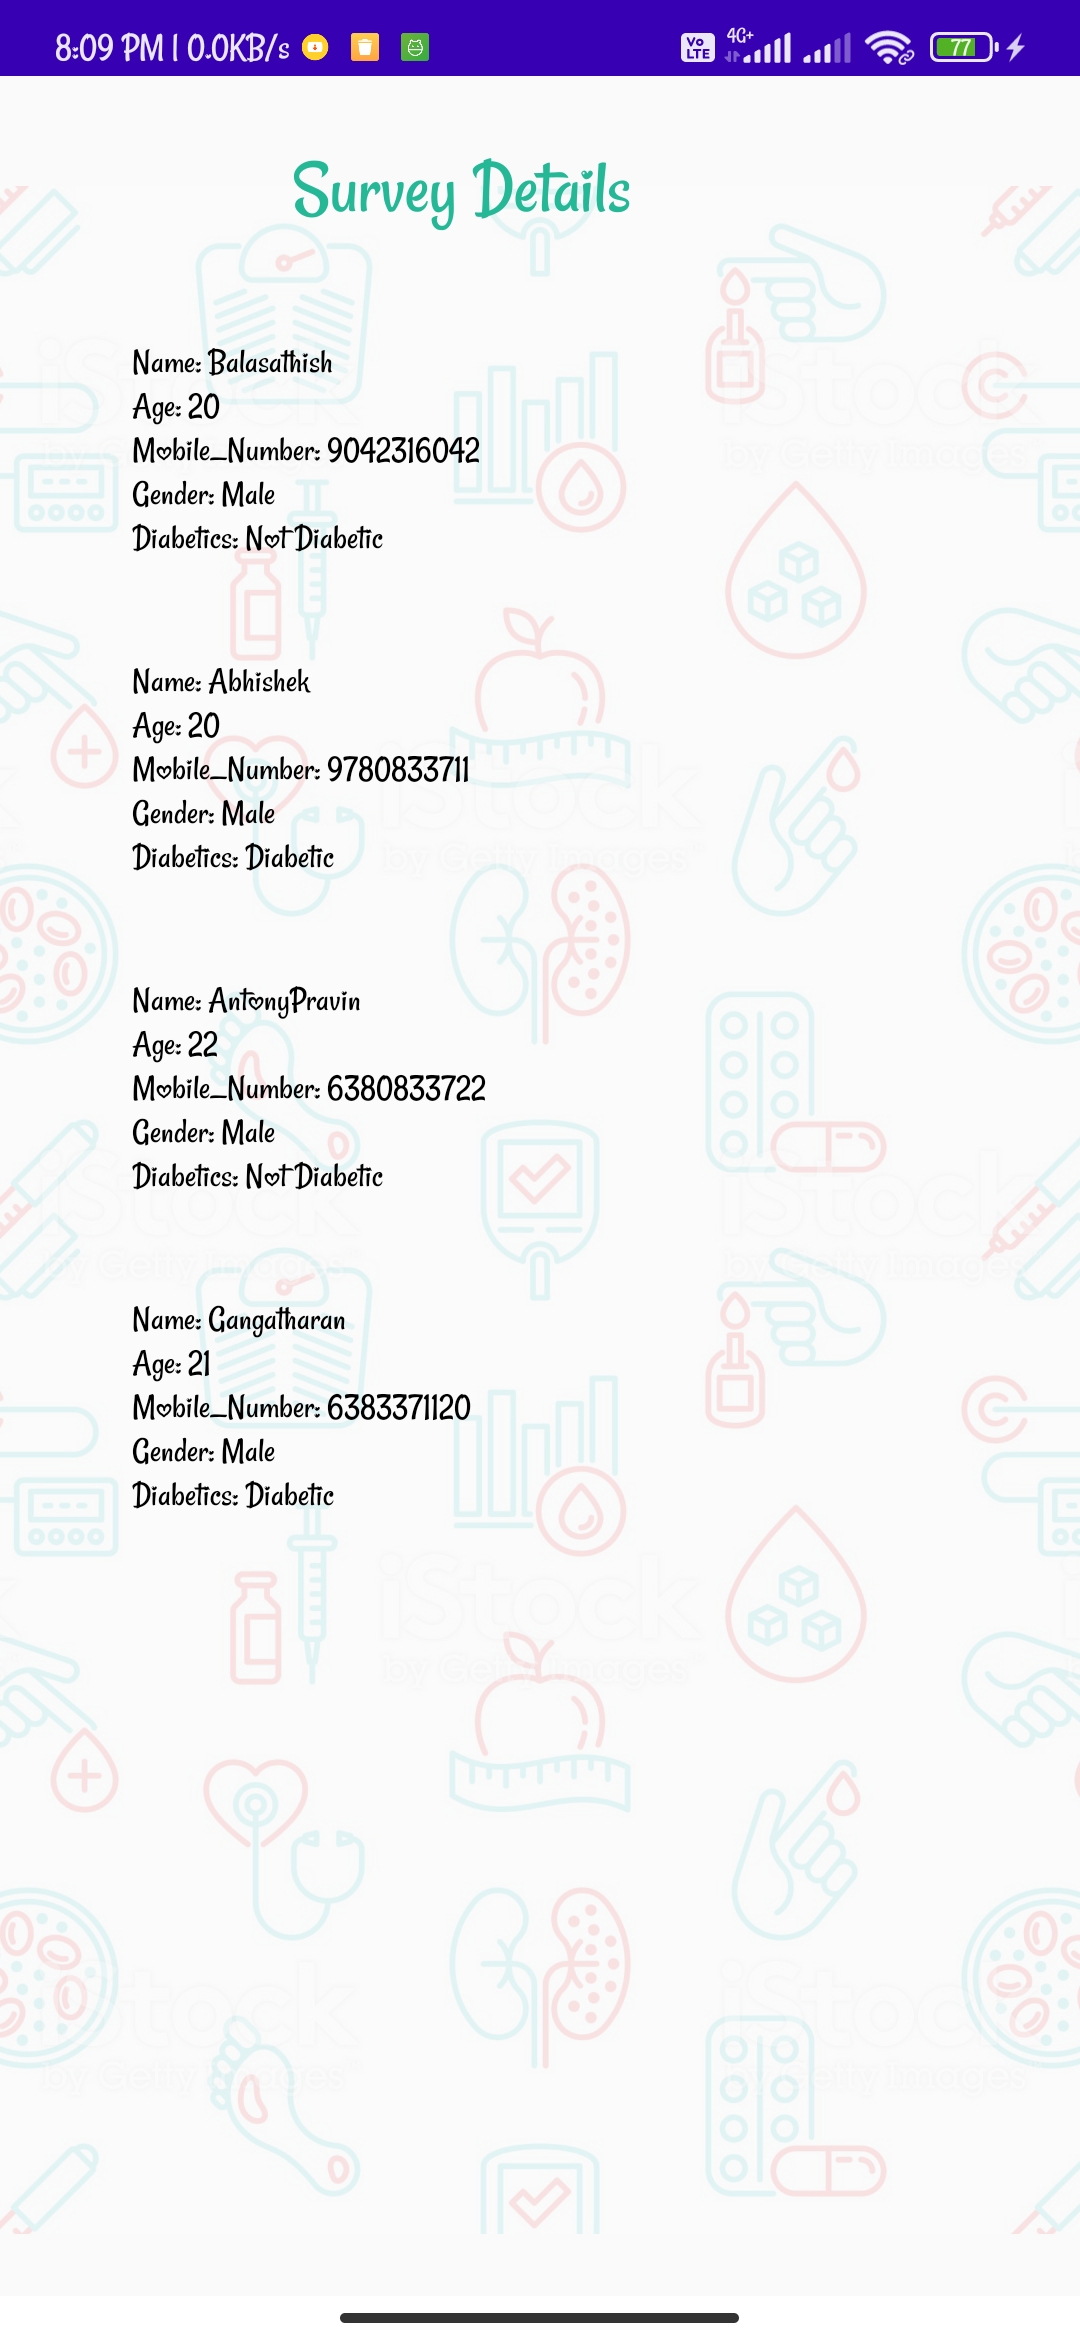 8:09 PM | 0.0KB/s Vo LTE 4G+ 77
Survey Details
Name: Balasathish
Age: 20
Mobile_Number: 9042316042
Gender: Male
Diabetics: Not Diabetic
Name: Abhishek
Age: 20
Mobile_Number: 9780833711
Gender: Male
Diabetics: Diabetic
Name: AntonyPravin
Age: 22
Mobile_Number: 6380833722
Gender: Male
Diabetics: Not Diabetic
Name: Gangatharan
Age: 21
Mobile_Number: 6383371120
Gender: Male
Diabetics: Diabetic
iStock
by Getty Images